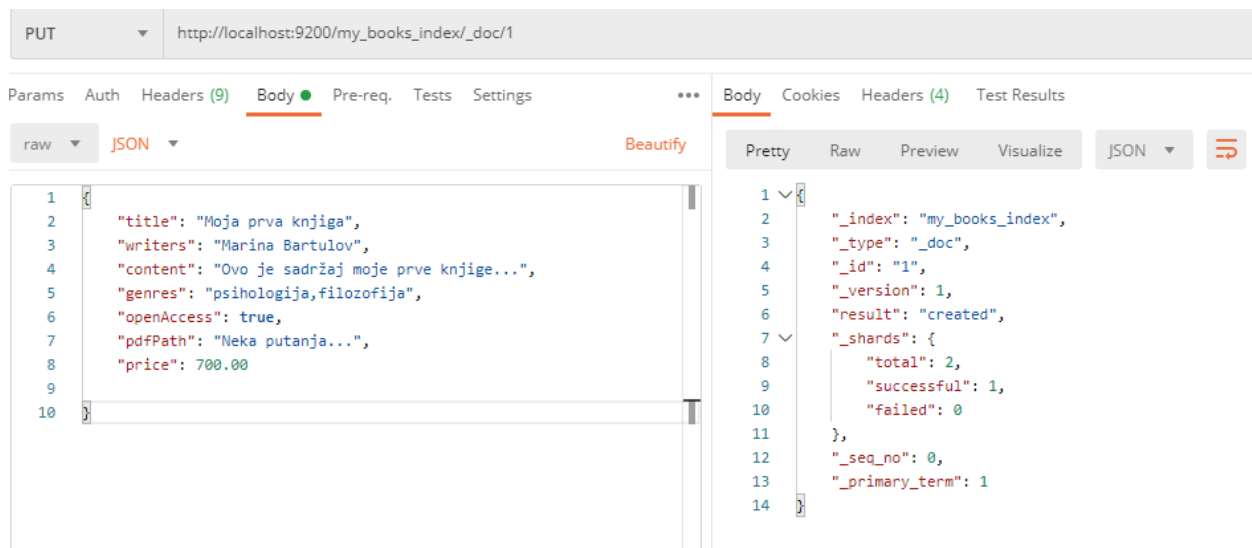 PUT http://localhost:9200/my_books_index/_doc/1
Params Auth Headers (9) Body Pre-req. Tests Settings
raw JSON Beautify
1 {
2 "title": "Moja prva knjiga",
3 "writers": "Marina Bartulov",
4 "content": "Ovo je sadržaj moje prve knjige...",
5 "genres": "psihologija,filozofija",
6 "openAccess": true,
7 "pdfPath": "Neka putanja...",
8 "price": 700.00
9
10 }
Body Cookies Headers (4) Test Results
Pretty Raw Preview Visualize JSON
1 {
2 "_index": "my_books_index",
3 "_type": "_doc",
4 "_id": "1",
5 "_version": 1,
6 "result": "created",
7 "_shards": {
8 "total": 2,
9 "successful": 1,
10 "failed": 0
11 },
12 "_seq_no": 0,
13 "_primary_term": 1
14 }